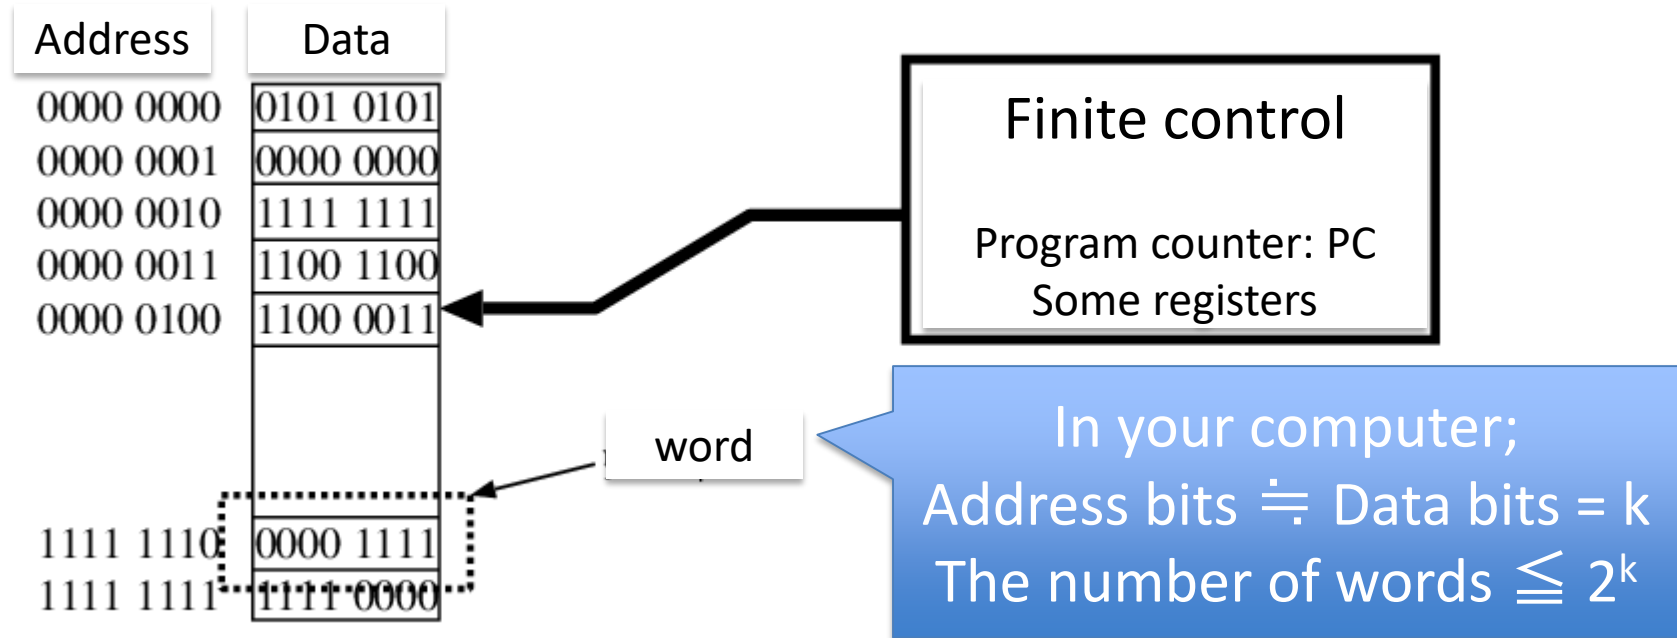 Address Data
0000 0000 0101 0101
0000 0001 0000 0000
0000 0010 1111 1111
0000 0011 1100 1100
0000 0100 1100 0011
1111 1110 0000 1111
1111 1111 1111 0000
Finite control
Program counter: PC
Some registers
word
In your computer;
Address bits ≒ Data bits = k
The number of words ≦ 2ᵏ